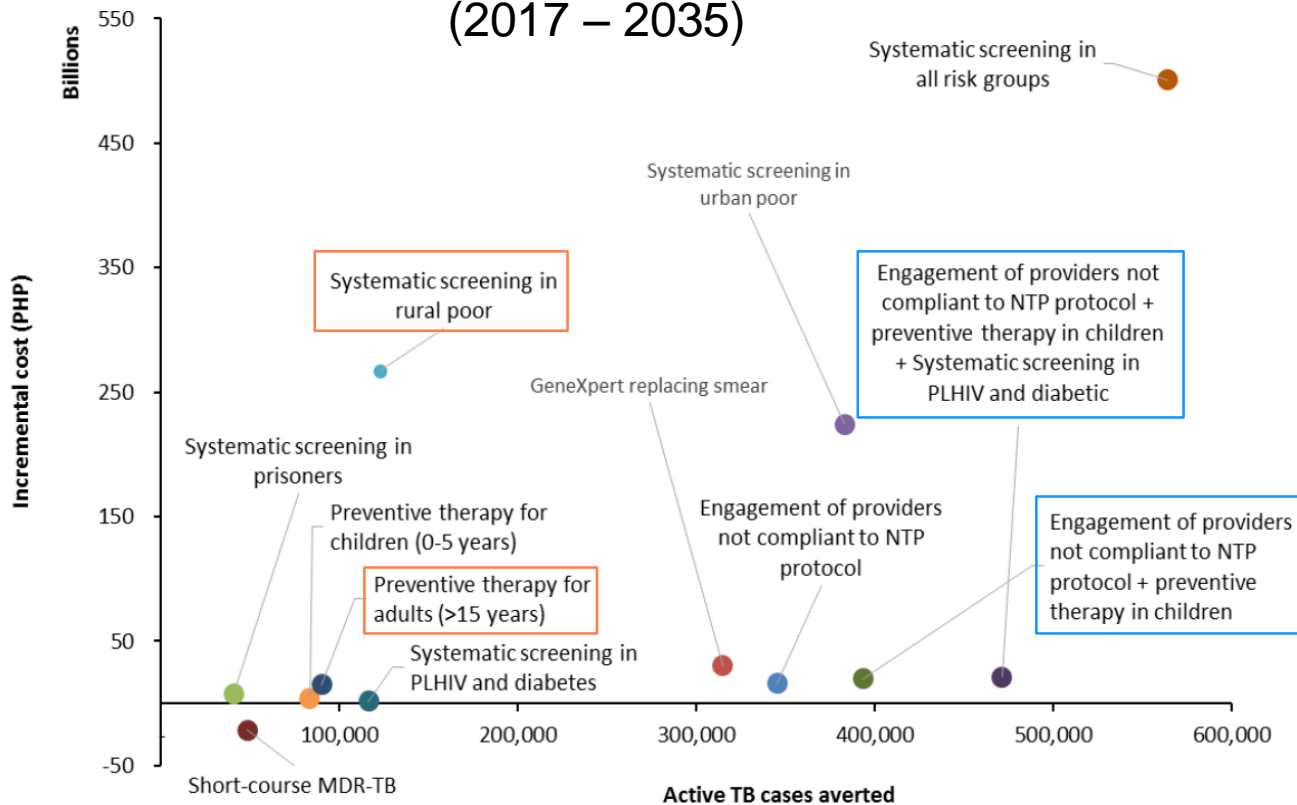 (2017 – 2035)
Billions
Incremental cost (PHP)
550
450
350
250
150
50
-50
Systematic screening in
all risk groups
Systematic screening in
urban poor
Systematic screening in
rural poor
Engagement of providers not
compliant to NTP protocol +
preventive therapy in children
+ Systematic screening in
PLHIV and diabetic
GeneXpert replacing smear
Systematic screening in
prisoners
Preventive therapy for
children (0-5 years)
Engagement of providers
not compliant to NTP
protocol
Engagement of providers
not compliant to NTP
protocol + preventive
therapy in children
Preventive therapy for
adults (>15 years)
Systematic screening in
PLHIV and diabetes
Short-course MDR-TB
-
100,000
200,000
300,000
400,000
500,000
600,000
Active TB cases averted